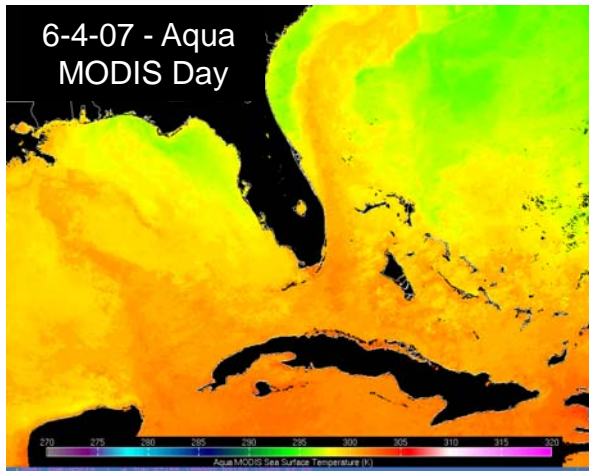 6-4-07 - Aqua
MODIS Day
270 275 280 285 290 295 300 305 310 315 320
Aqua MODIS Sea Surface Temperature (K)